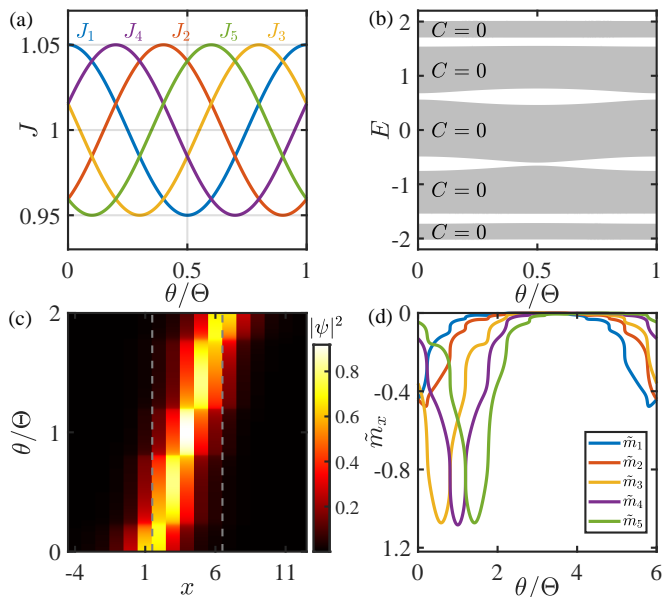 (a)
J₁ J₄ J₂ J₅ J₃
1.05
1
0.95
J
0 0.5 1
θ/Θ
(b)
2
1
0
-1
-2
E
C = 0
C = 0
C = 0
C = 0
C = 0
0 0.5 1
θ/Θ
(c)
2
1
0
θ/Θ
-4 1 6 11
x
|ψ|²
0.8
0.6
0.4
0.2
(d)
0
-0.4
-0.8
-1.2
m̃ₓ
m̃₁
m̃₂
m̃₃
m̃₄
m̃₅
0 2 4 6
θ/Θ